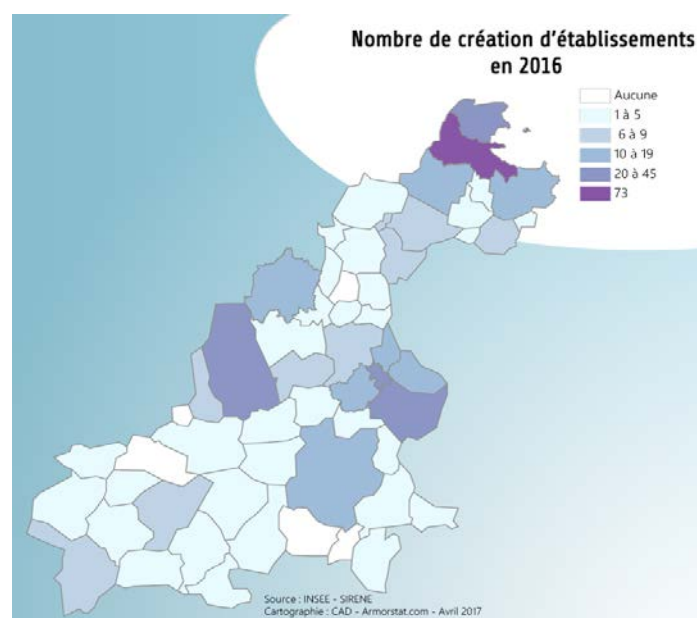 Nombre de création d'établissements
en 2016
Aucune
1 à 5
6 à 9
10 à 19
20 à 45
73
Source : INSEE - SIRENE
Cartographie : CAD - Armorstat.com - Avril 2017